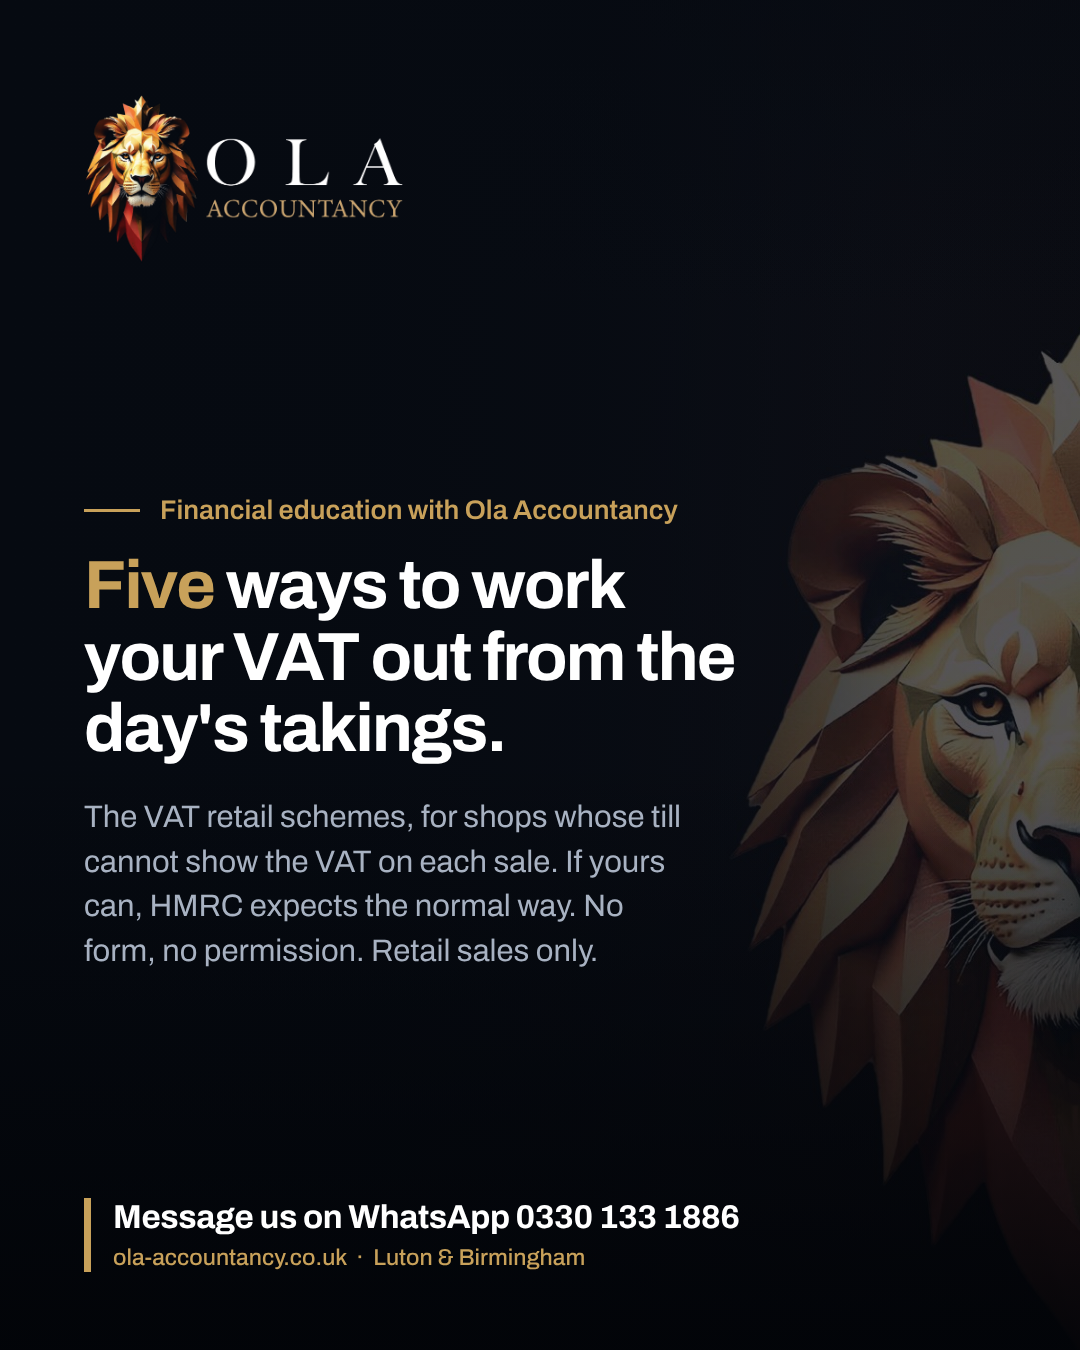 OLA
ACCOUNTANCY
Financial education with Ola Accountancy
Five ways to work
your VAT out from the
day's takings.
The VAT retail schemes, for shops whose till
cannot show the VAT on each sale. If yours
can, HMRC expects the normal way. No
form, no permission. Retail sales only.
Message us on WhatsApp 0330 133 1886
ola-accountancy.co.uk · Luton & Birmingham